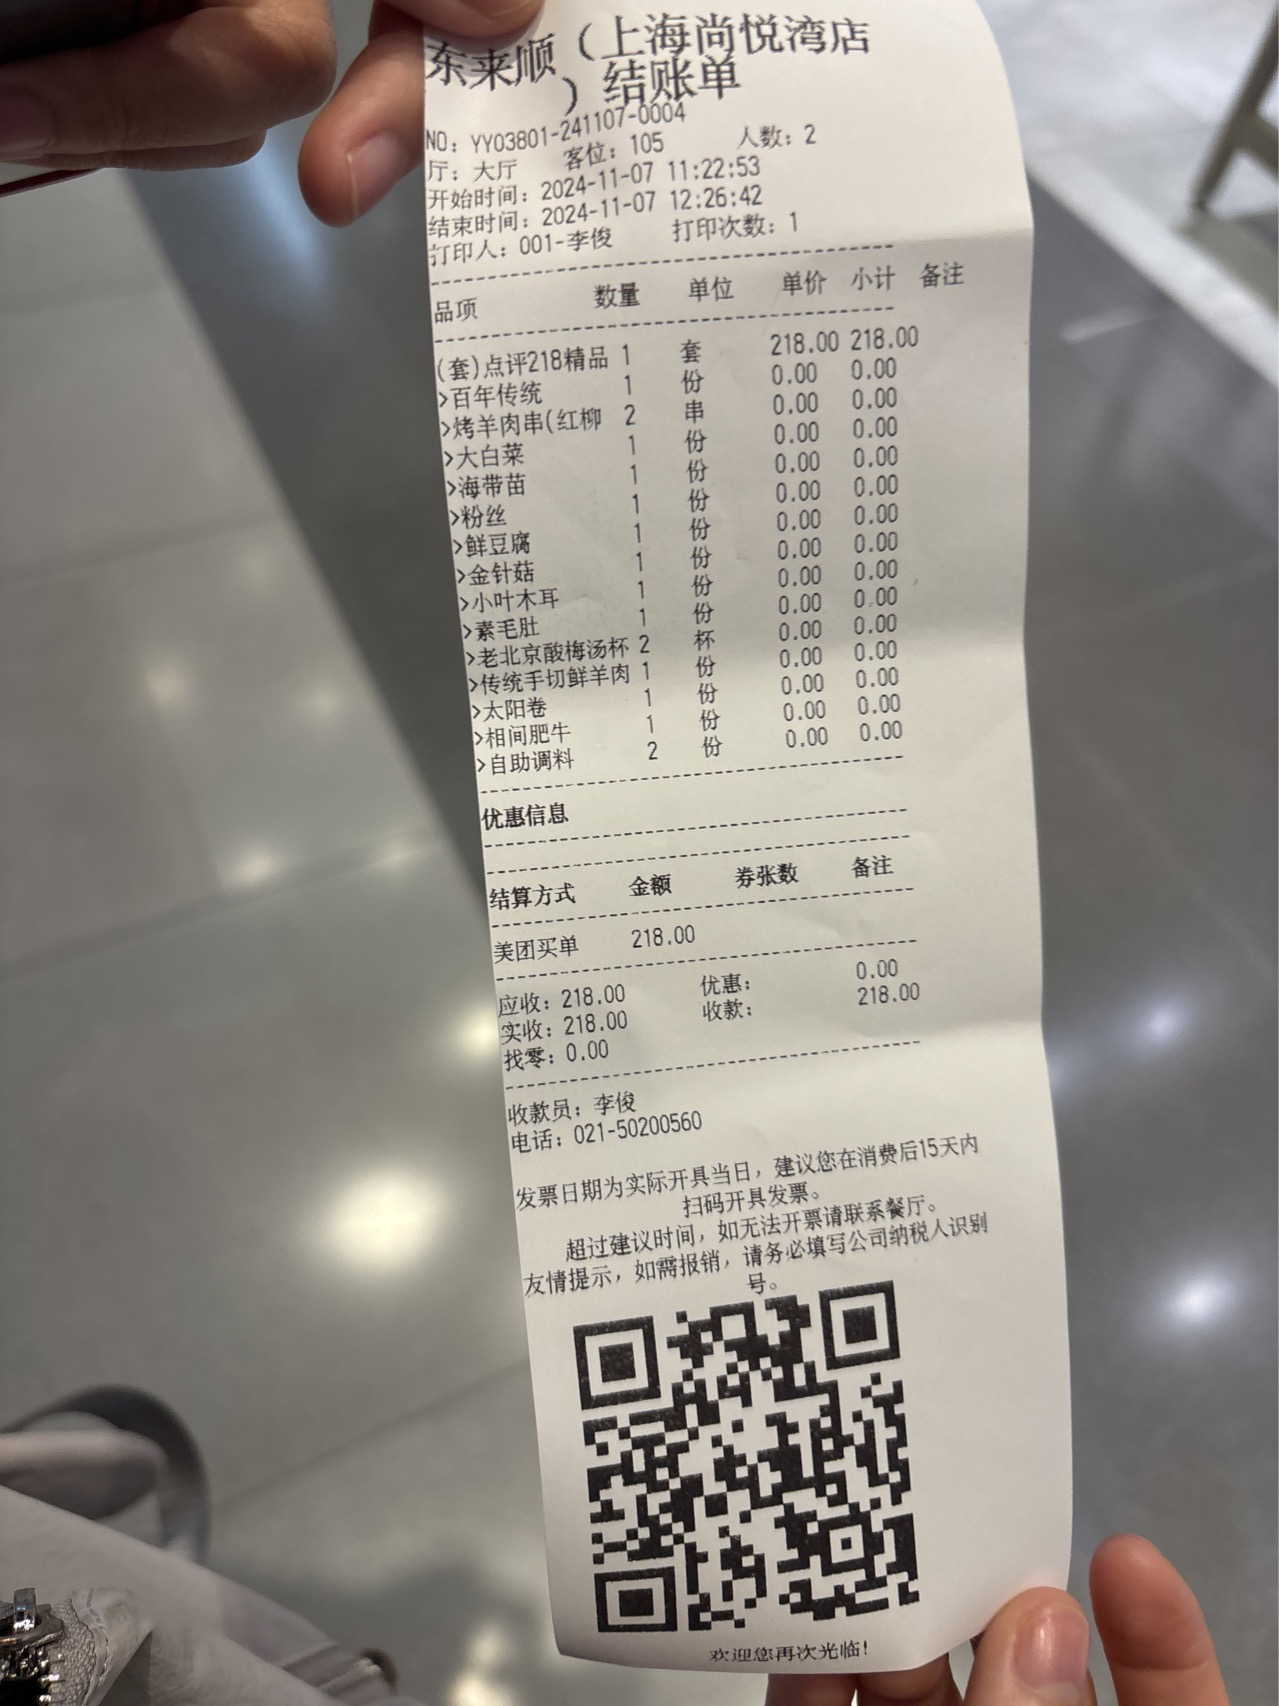 东来顺（上海尚悦湾店
）结账单
NO：YY03801-241107-0004
厅：大厅 客位：105 人数：2
开始时间：2024-11-07 11:22:53
结束时间：2024-11-07 12:26:42
打印人：001-李俊 打印次数：1
品项 数量 单位 单价 小计 备注
(套)点评218精品 1 套 218.00 218.00
>百年传统 1 份 0.00 0.00
>烤羊肉串(红柳 2 串 0.00 0.00
>大白菜 1 份 0.00 0.00
>海带苗 1 份 0.00 0.00
>粉丝 1 份 0.00 0.00
>鲜豆腐 1 份 0.00 0.00
>金针菇 1 份 0.00 0.00
>小叶木耳 1 份 0.00 0.00
>素毛肚 1 份 0.00 0.00
>老北京酸梅汤杯 2 杯 0.00 0.00
>传统手切鲜羊肉 1 份 0.00 0.00
>太阳卷 1 份 0.00 0.00
>相间肥牛 1 份 0.00 0.00
>自助调料 2 份 0.00 0.00
优惠信息
结算方式 金额 券张数 备注
美团买单 218.00
应收：218.00 优惠： 0.00
实收：218.00 收款： 218.00
找零：0.00
收款员：李俊
电话：021-50200560
发票日期为实际开具当日，建议您在消费后15天内
扫码开具发票。
超过建议时间，如无法开票请联系餐厅。
友情提示，如需报销，请务必填写公司纳税人识别
号。
欢迎您再次光临！